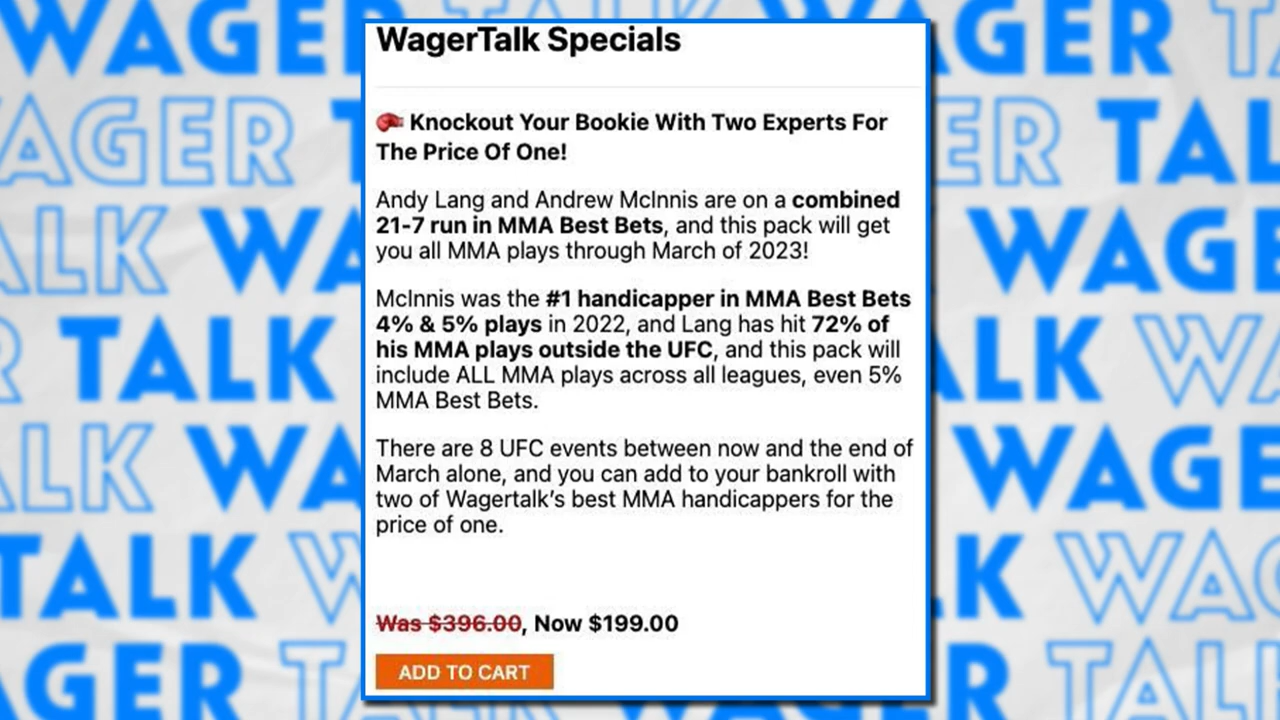 WagerTalk Specials
🥊 Knockout Your Bookie With Two Experts For
The Price Of One!
Andy Lang and Andrew McInnis are on a combined
21-7 run in MMA Best Bets, and this pack will get
you all MMA plays through March of 2023!
McInnis was the #1 handicapper in MMA Best Bets
4% & 5% plays in 2022, and Lang has hit 72% of
his MMA plays outside the UFC, and this pack will
include ALL MMA plays across all leagues, even 5%
MMA Best Bets.
There are 8 UFC events between now and the end of
March alone, and you can add to your bankroll with
two of Wagertalk's best MMA handicappers for the
price of one.
Was $396.00, Now $199.00
ADD TO CART
WAGER
WAGER
TALK
TALK